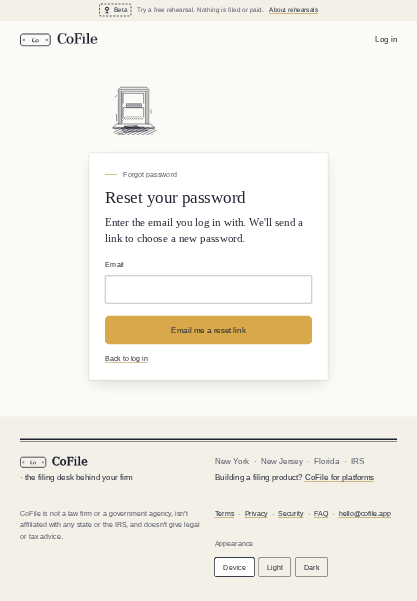 Beta Try a free rehearsal. Nothing is filed or paid. About rehearsals
Co CoFile Log in
Forgot password
Reset your password
Enter the email you log in with. We'll send a
link to choose a new password.
Email
Email me a reset link
Back to log in
Co CoFile
· the filing desk behind your firm
New York · New Jersey · Florida · IRS
Building a filing product? CoFile for platforms
CoFile is not a law firm or a government agency, isn't
affiliated with any state or the IRS, and doesn't give legal
or tax advice.
Terms · Privacy · Security · FAQ · hello@cofile.app
Appearance
Device Light Dark